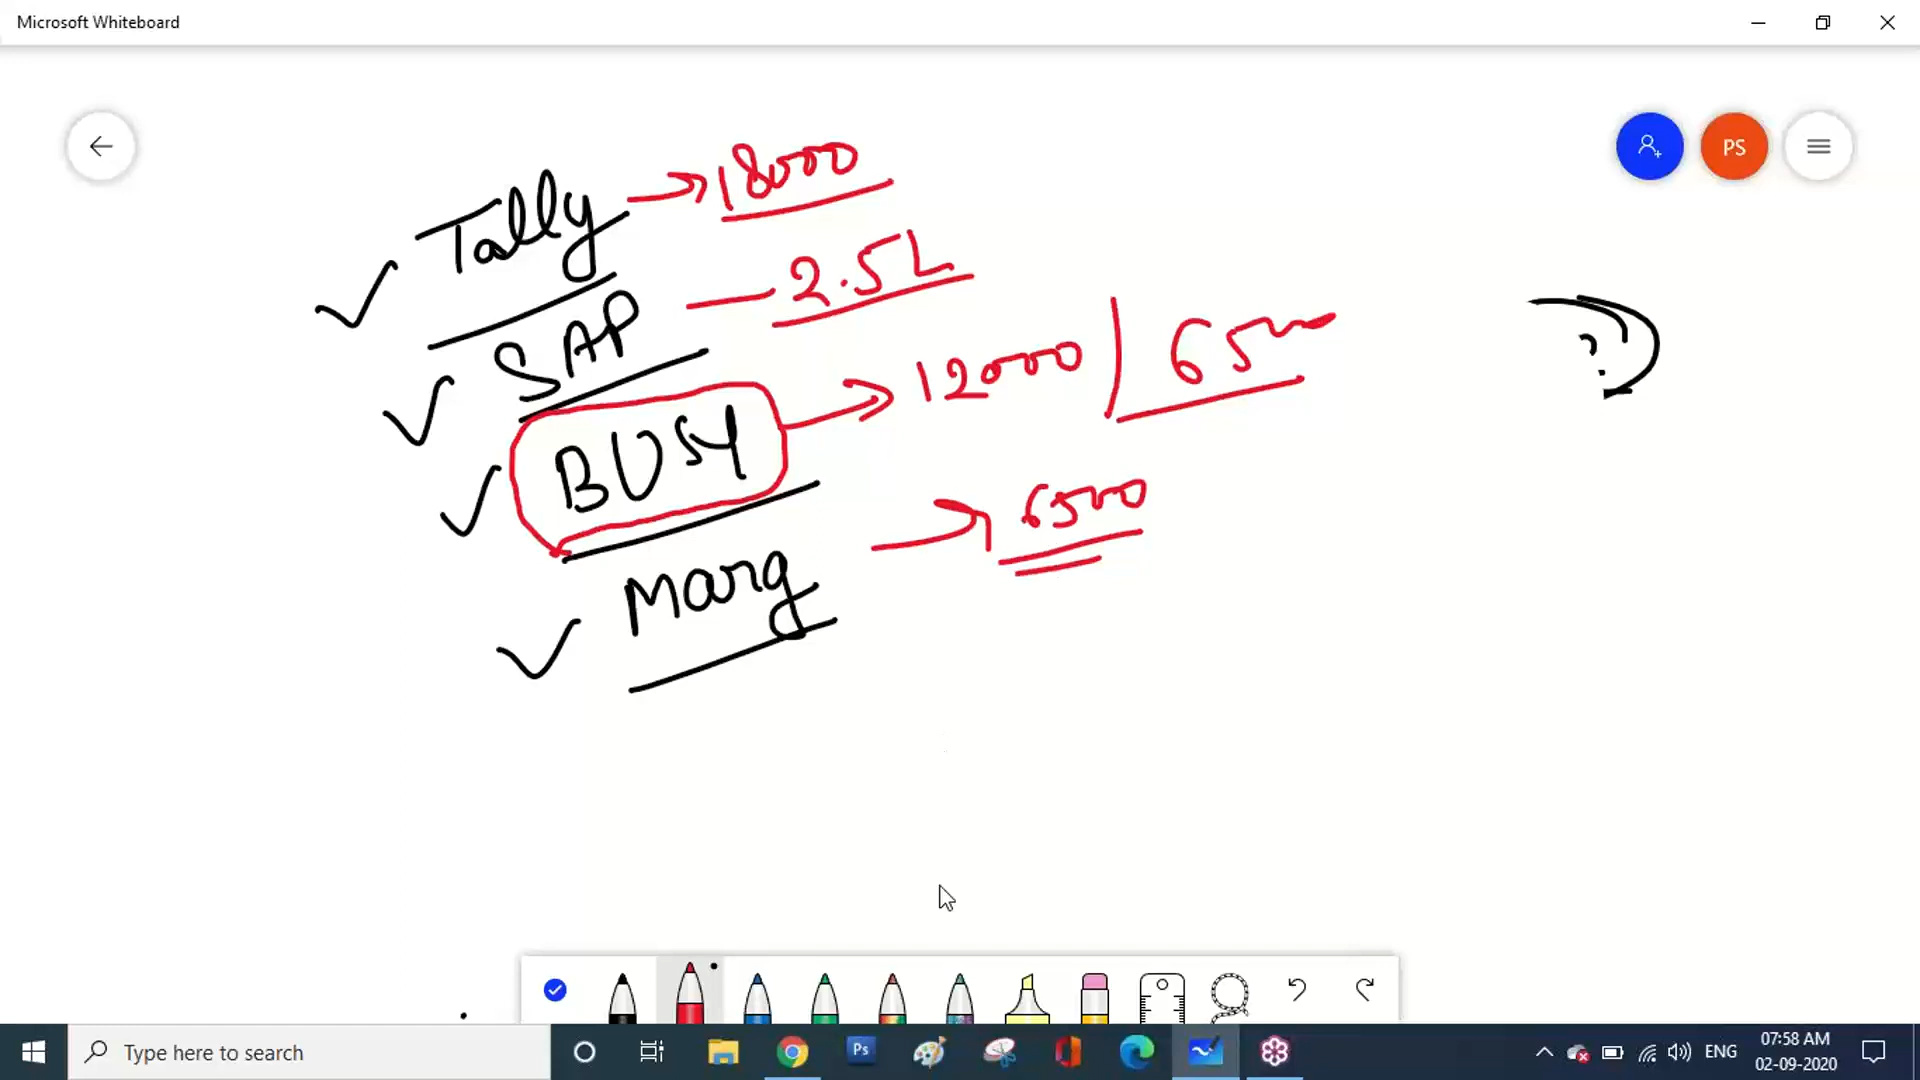 Microsoft Whiteboard
PS
Tally → 18000
SAP — 2.5L
BUSY → 12000 / 6500
Marg → 6500
?
Type here to search
Ps
ENG
07:58 AM
02-09-2020